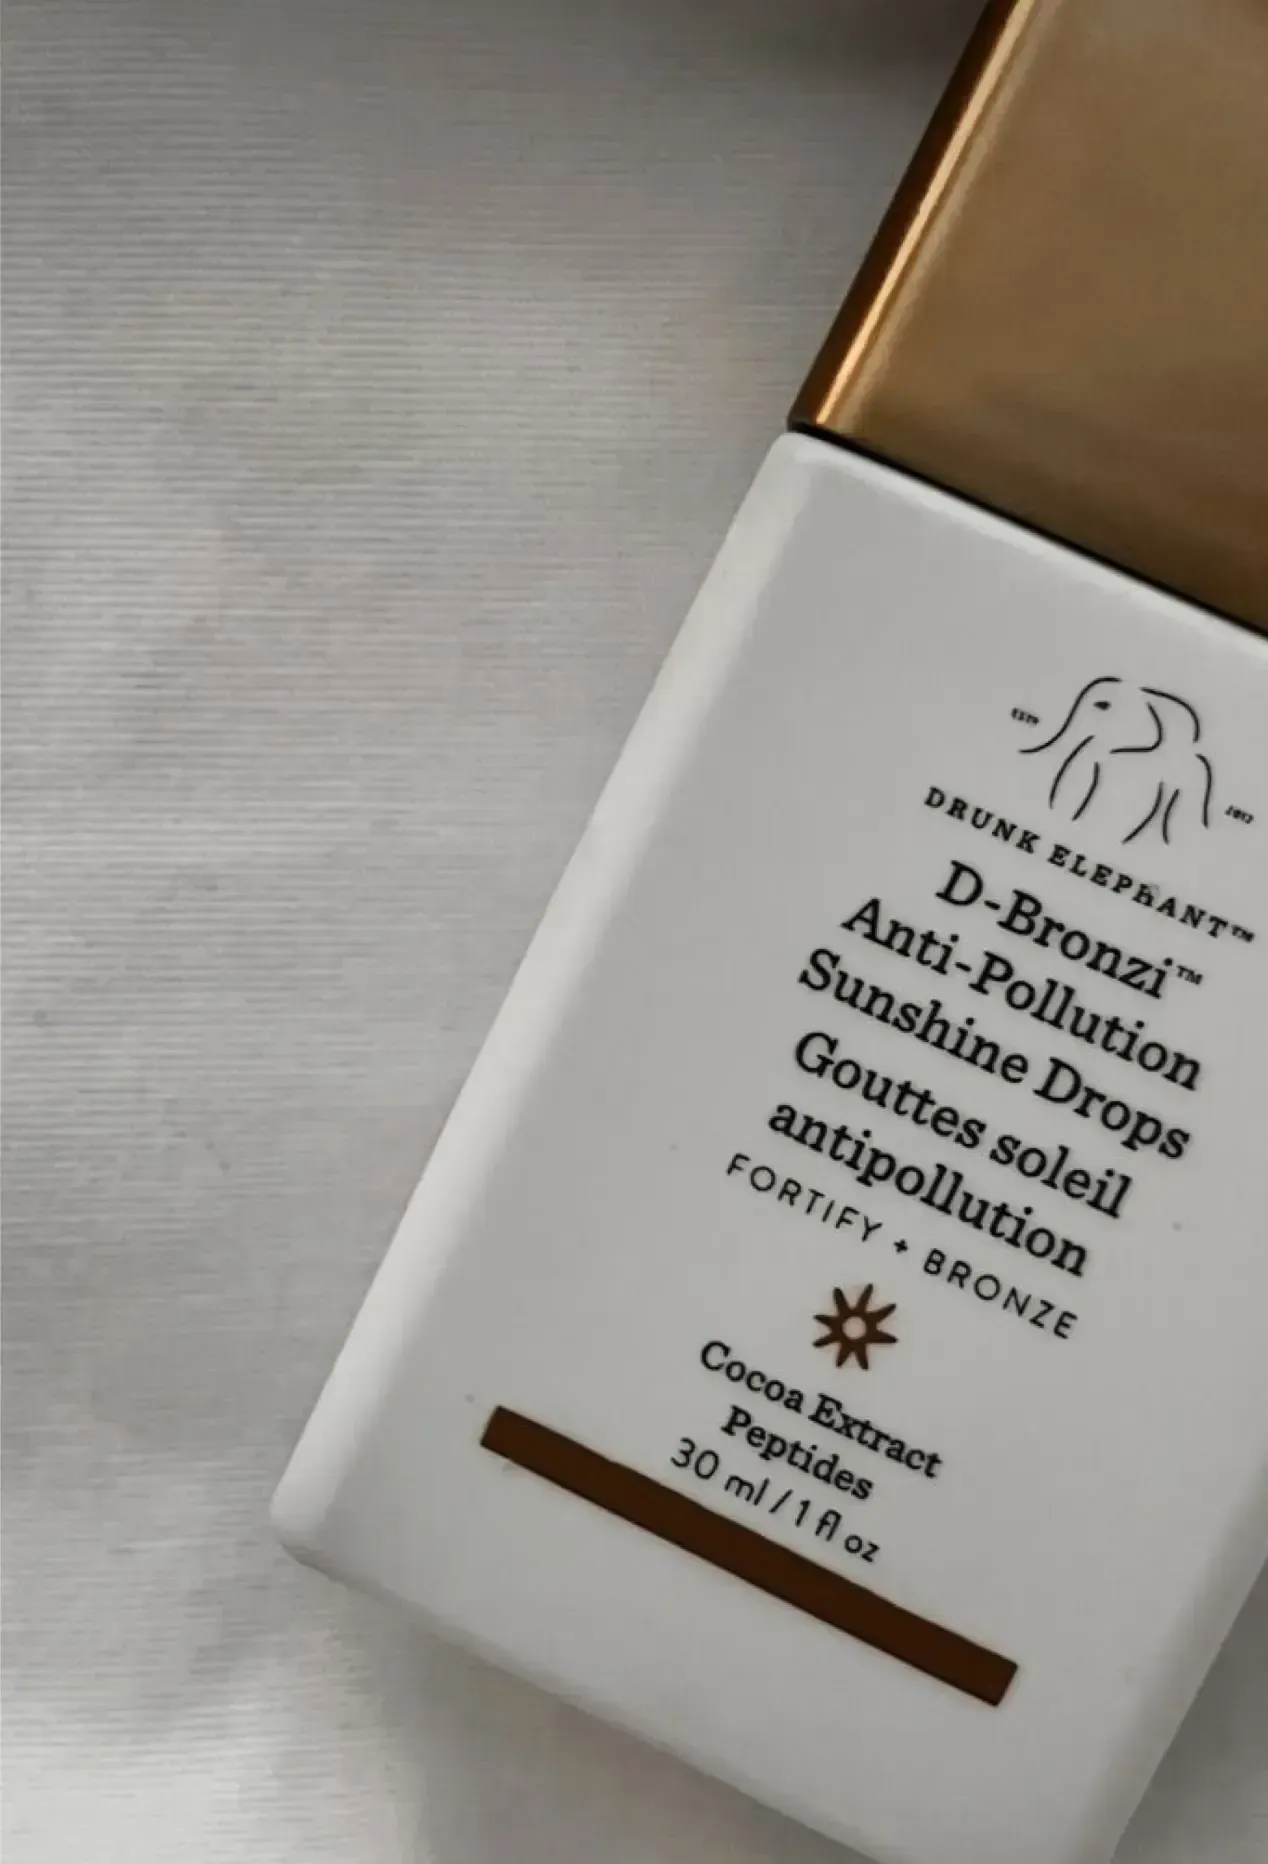 DRUNK ELEPHANT™
D-Bronzi™
Anti-Pollution
Sunshine Drops
Gouttes soleil
antipollution
FORTIFY + BRONZE
Cocoa Extract
Peptides
30 ml / 1 fl oz